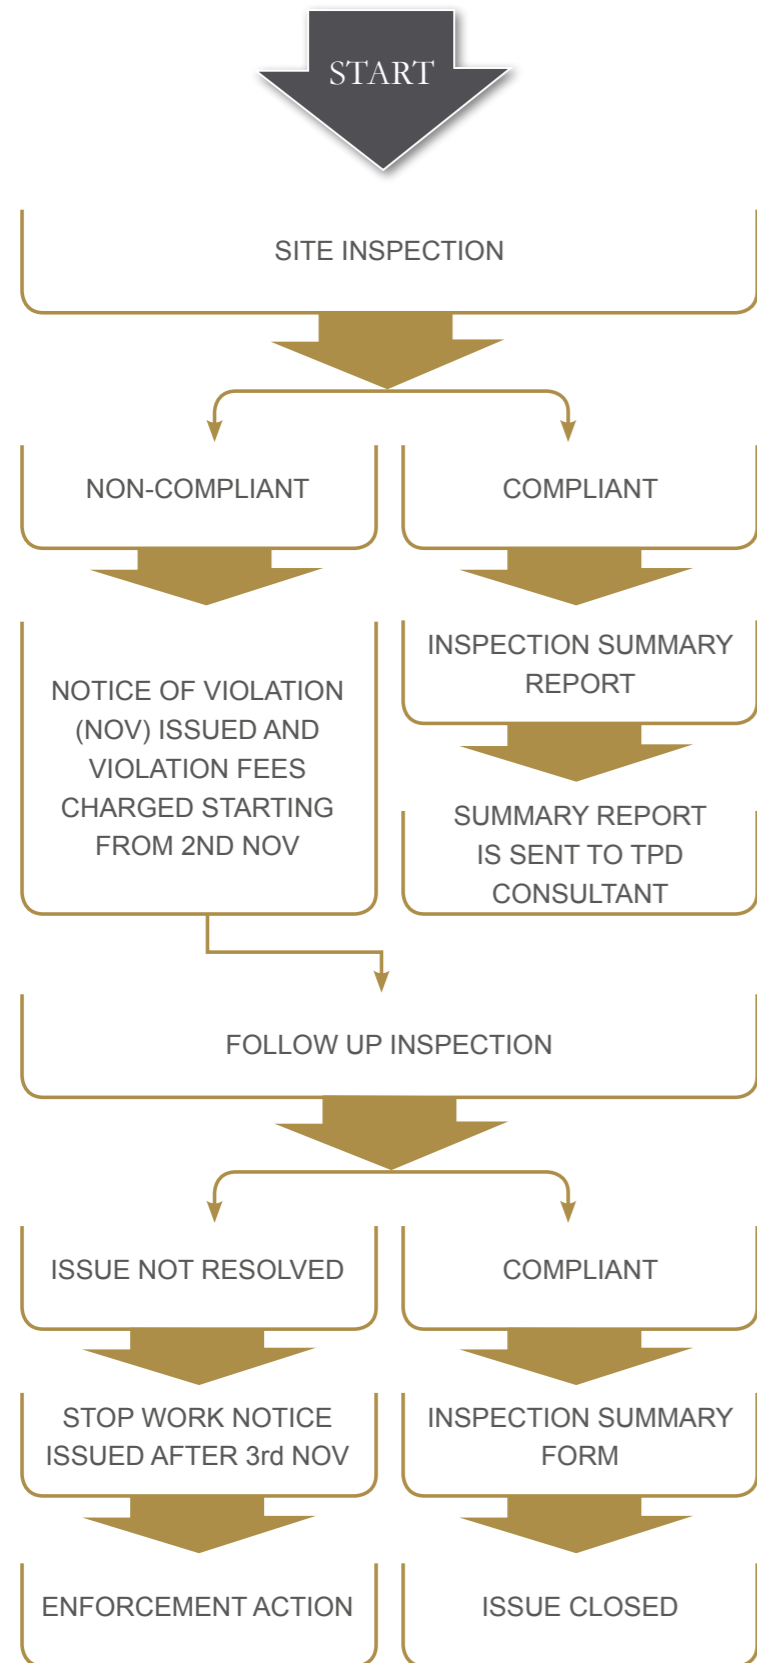 START
SITE INSPECTION
NON-COMPLIANT
COMPLIANT
NOTICE OF VIOLATION
(NOV) ISSUED AND
VIOLATION FEES
CHARGED STARTING
FROM 2ND NOV
INSPECTION SUMMARY
REPORT
SUMMARY REPORT
IS SENT TO TPD
CONSULTANT
FOLLOW UP INSPECTION
ISSUE NOT RESOLVED
COMPLIANT
STOP WORK NOTICE
ISSUED AFTER 3rd NOV
INSPECTION SUMMARY
FORM
ENFORCEMENT ACTION
ISSUE CLOSED